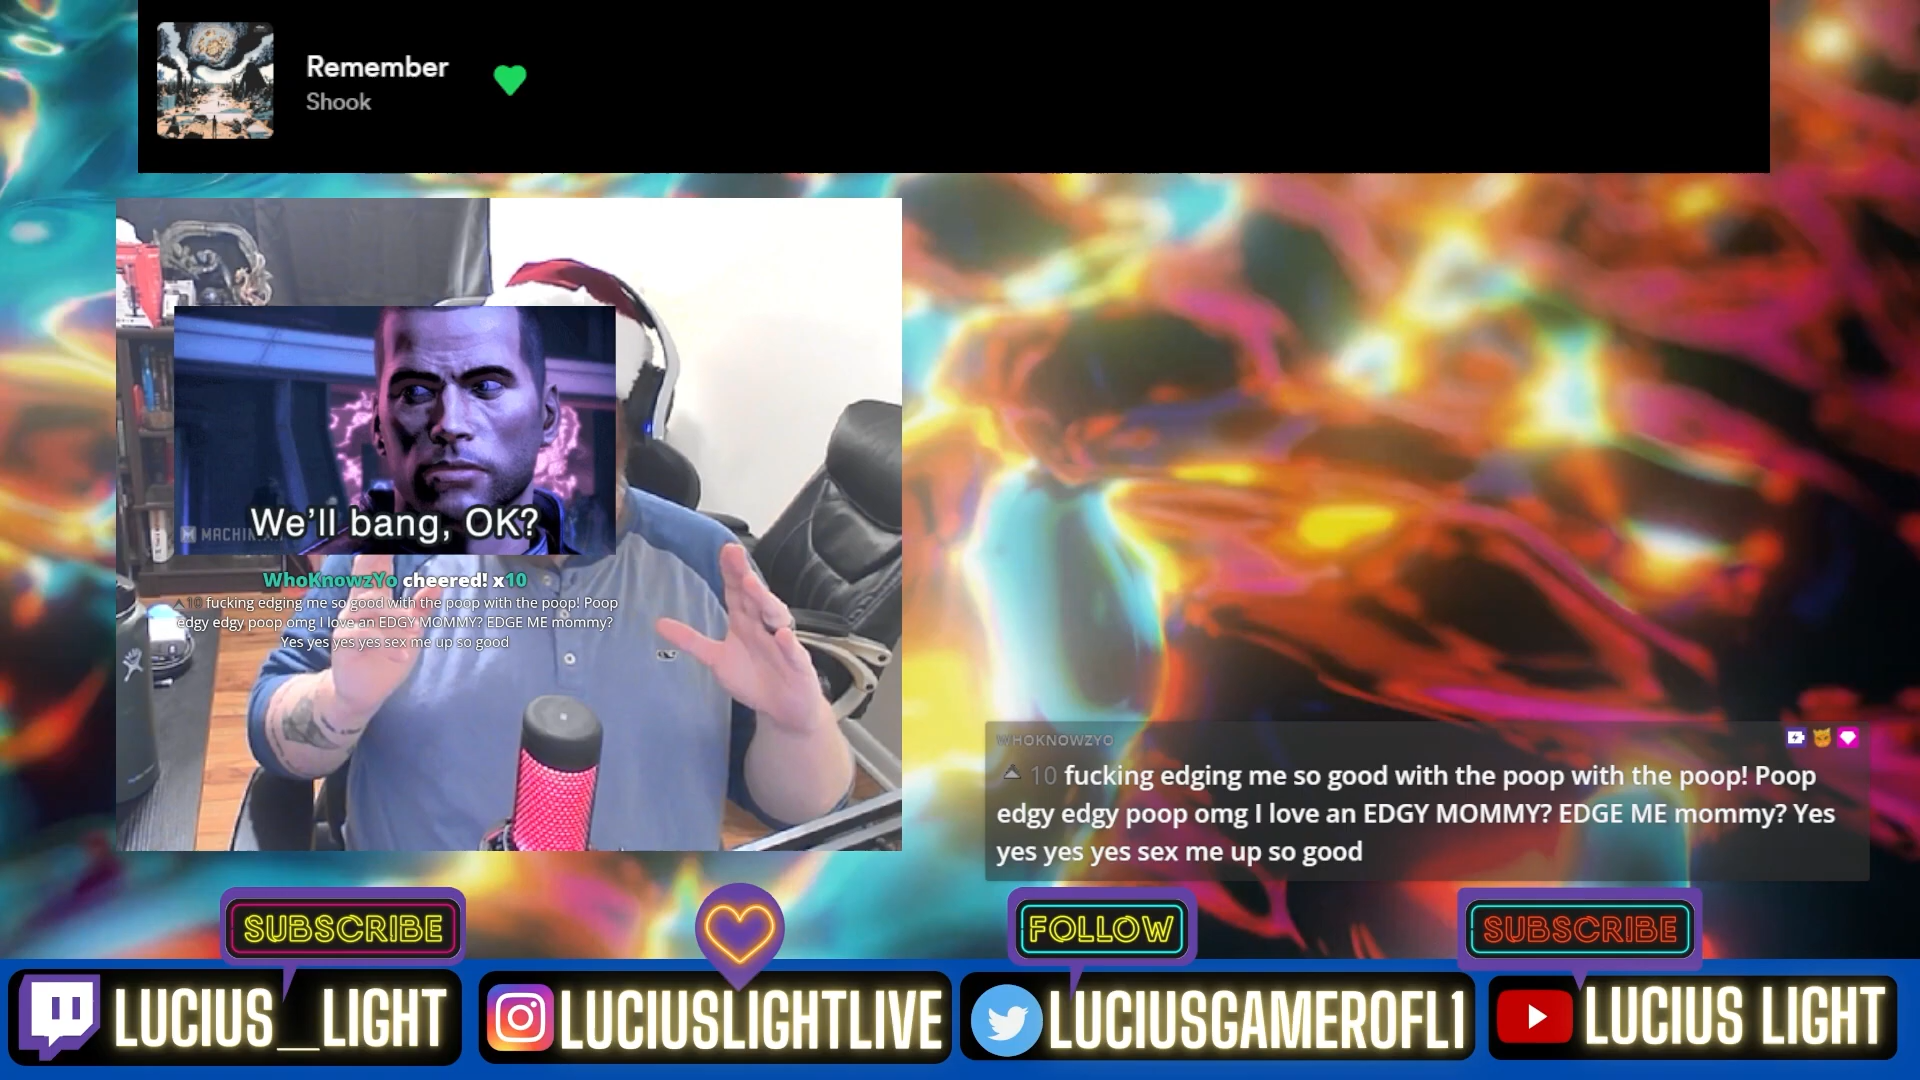 Remember
Shook
We'll bang, OK?
WhoKnowzYo cheered! x10
10 fucking edging me so good with the poop with the poop! Poop
edgy edgy poop omg I love an EDGY MOMMY? EDGE ME mommy?
Yes yes yes yes sex me up so good
WHOKNOWZYO
10 fucking edging me so good with the poop with the poop! Poop
edgy edgy poop omg I love an EDGY MOMMY? EDGE ME mommy? Yes
yes yes yes sex me up so good
SUBSCRIBE
FOLLOW
SUBSCRIBE
LUCIUS__LIGHT
LUCIUSLIGHTLIVE
LUCIUSGAMEROFL1
LUCIUS LIGHT